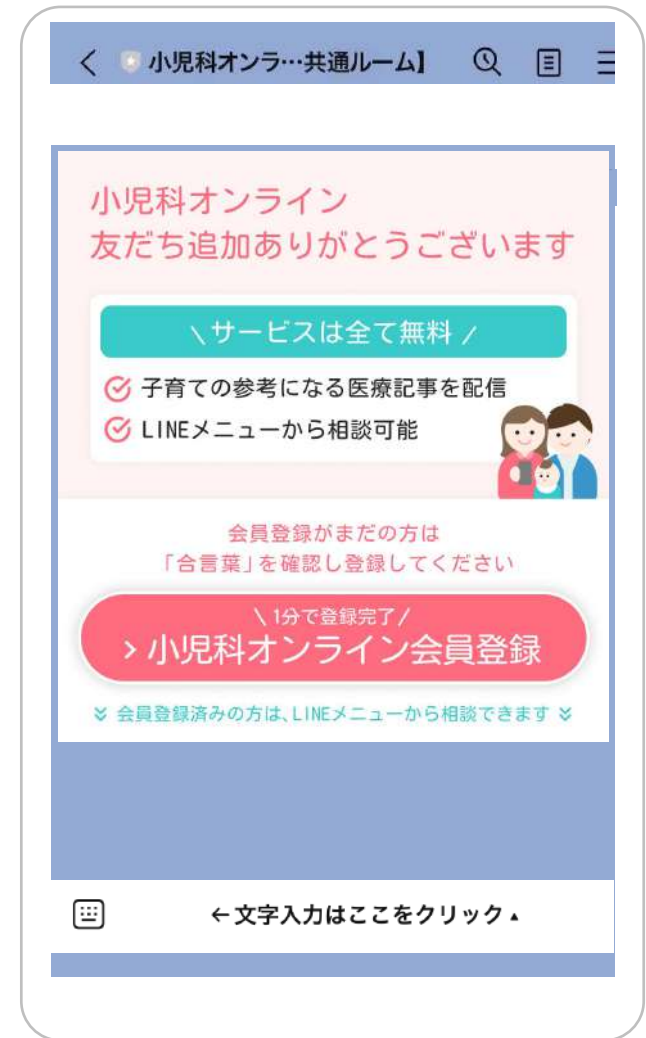 小児科オンラ…共通ルーム】
小児科オンライン
友だち追加ありがとうございます
\サービスは全て無料 /
子育ての参考になる医療記事を配信
LINEメニューから相談可能
会員登録がまだの方は
「合言葉」を確認し登録してください
\ 1分で登録完了 /
> 小児科オンライン会員登録
会員登録済みの方は、LINEメニューから相談できます
←文字入力はここをクリック▲